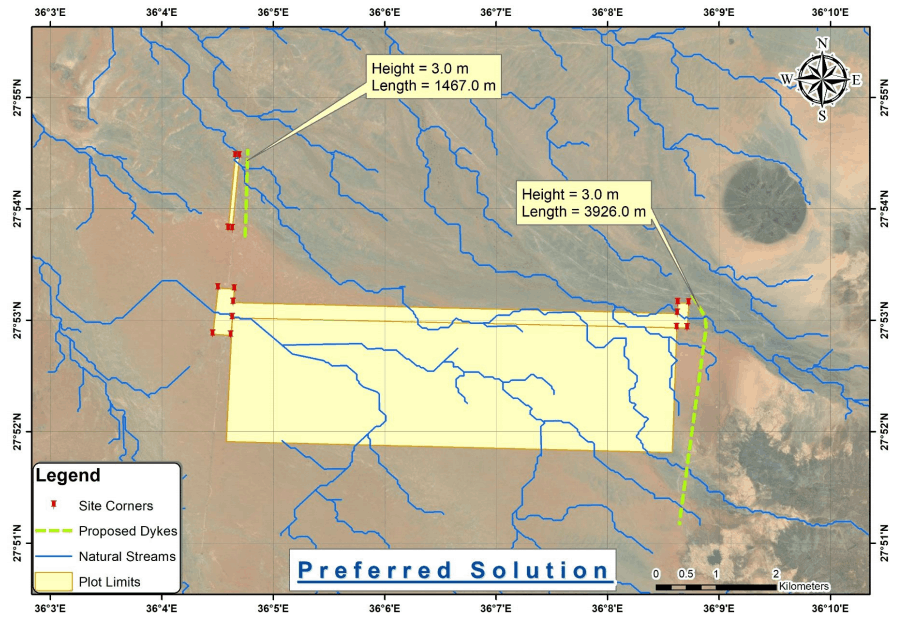 36°3'E 36°4'E 36°5'E 36°6'E 36°7'E 36°8'E 36°9'E 36°10'E
27°55'N 27°55'N
27°54'N 27°54'N
27°53'N 27°53'N
27°52'N 27°52'N
27°51'N 27°51'N
N
W E
S
Height = 3.0 m
Length = 1467.0 m
Height = 3.0 m
Length = 3926.0 m
Legend
Site Corners
Proposed Dykes
Natural Streams
Plot Limits
Preferred Solution
0 0.5 1 2
Kilometers
36°3'E 36°4'E 36°5'E 36°6'E 36°7'E 36°8'E 36°9'E 36°10'E